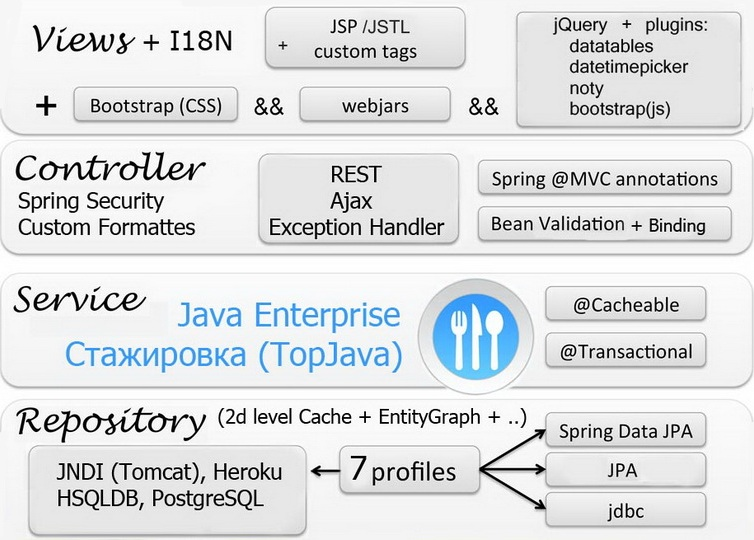 Views + I18N
+ JSP /JSTL
custom tags
jQuery + plugins:
datatables
datetimepicker
noty
bootstrap(js)
+ Bootstrap (CSS) && webjars &&
Controller
Spring Security
Custom Formattes
REST
Ajax
Exception Handler
Spring @MVC annotations
Bean Validation + Binding
Service
Java Enterprise
Стажировка (TopJava)
@Cacheable
@Transactional
Repository (2d level Cache + EntityGraph + ..)
JNDI (Tomcat), Heroku
HSQLDB, PostgreSQL
7 profiles
Spring Data JPA
JPA
jdbc